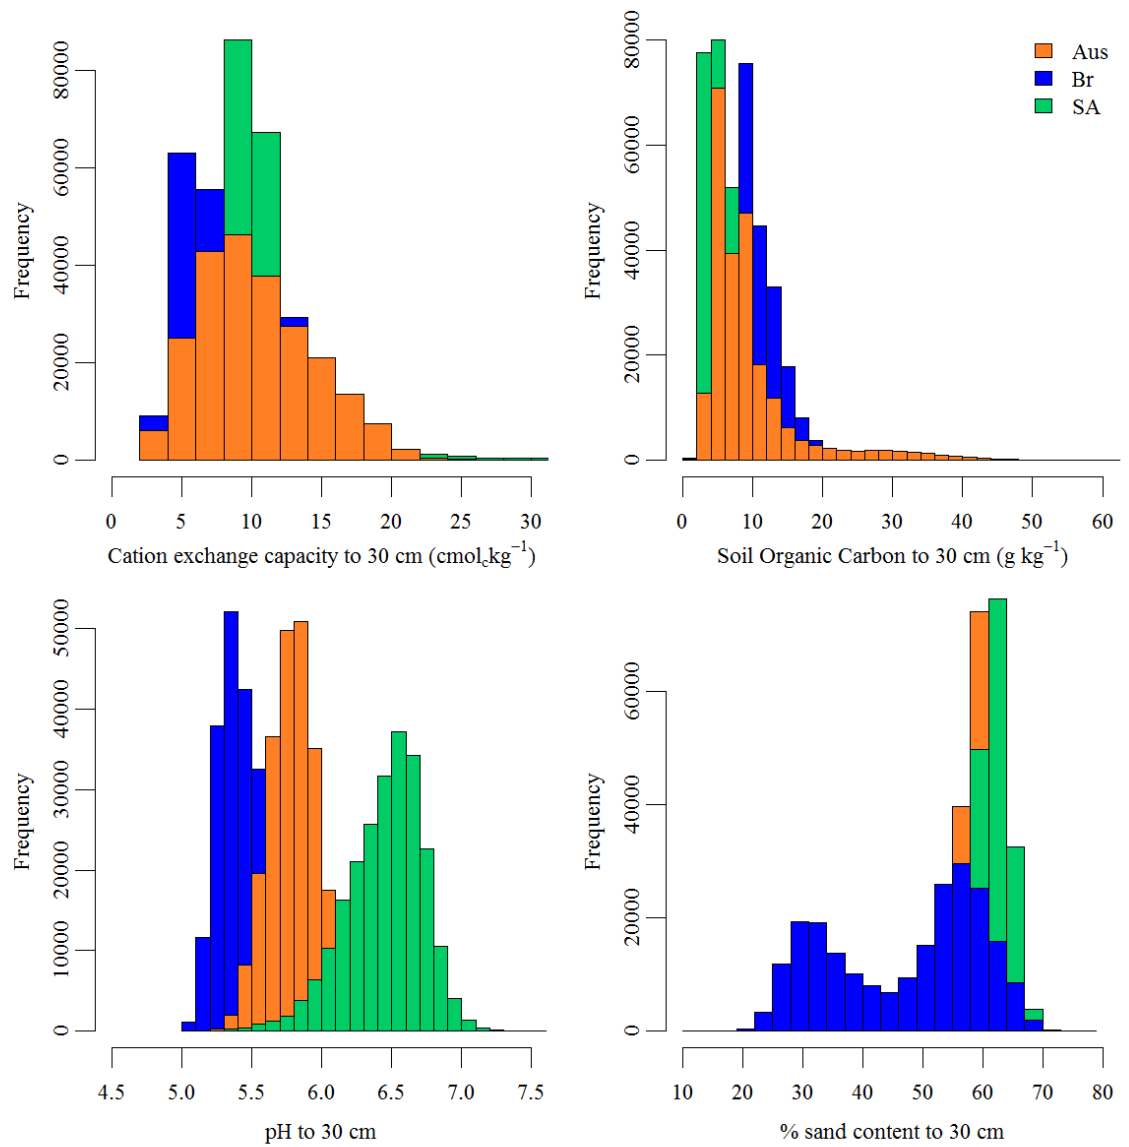 Frequency
0 20000 40000 60000 80000
0 5 10 15 20 25 30
Cation exchange capacity to 30 cm (cmolckg⁻¹)
Frequency
0 20000 40000 60000 80000
Aus
Br
SA
0 10 20 30 40 50 60
Soil Organic Carbon to 30 cm (g kg⁻¹)
Frequency
0 10000 20000 30000 40000 50000
4.5 5.0 5.5 6.0 6.5 7.0 7.5
pH to 30 cm
Frequency
0 20000 40000 60000
10 20 30 40 50 60 70 80
% sand content to 30 cm